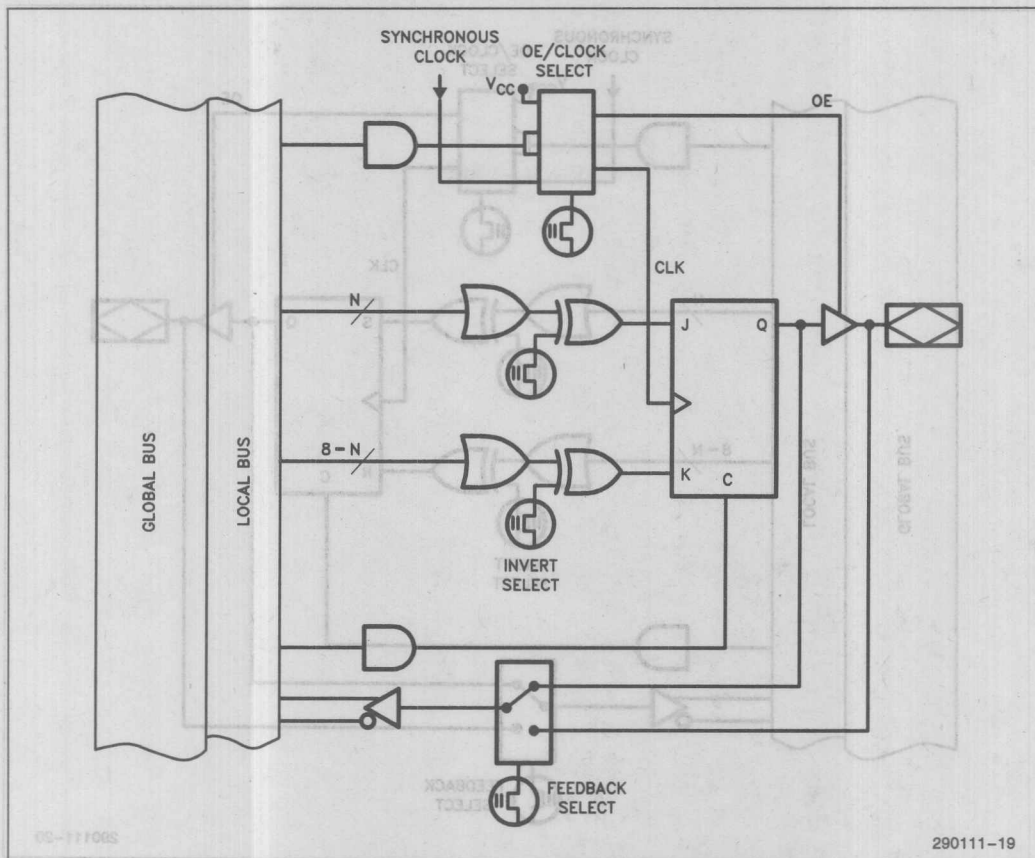 SYNCHRONOUS
CLOCK
OE/CLOCK
SELECT
VCC
OE
CLK
N
J
Q
8-N
K
C
INVERT
SELECT
GLOBAL BUS
LOCAL BUS
FEEDBACK
SELECT
290111-19